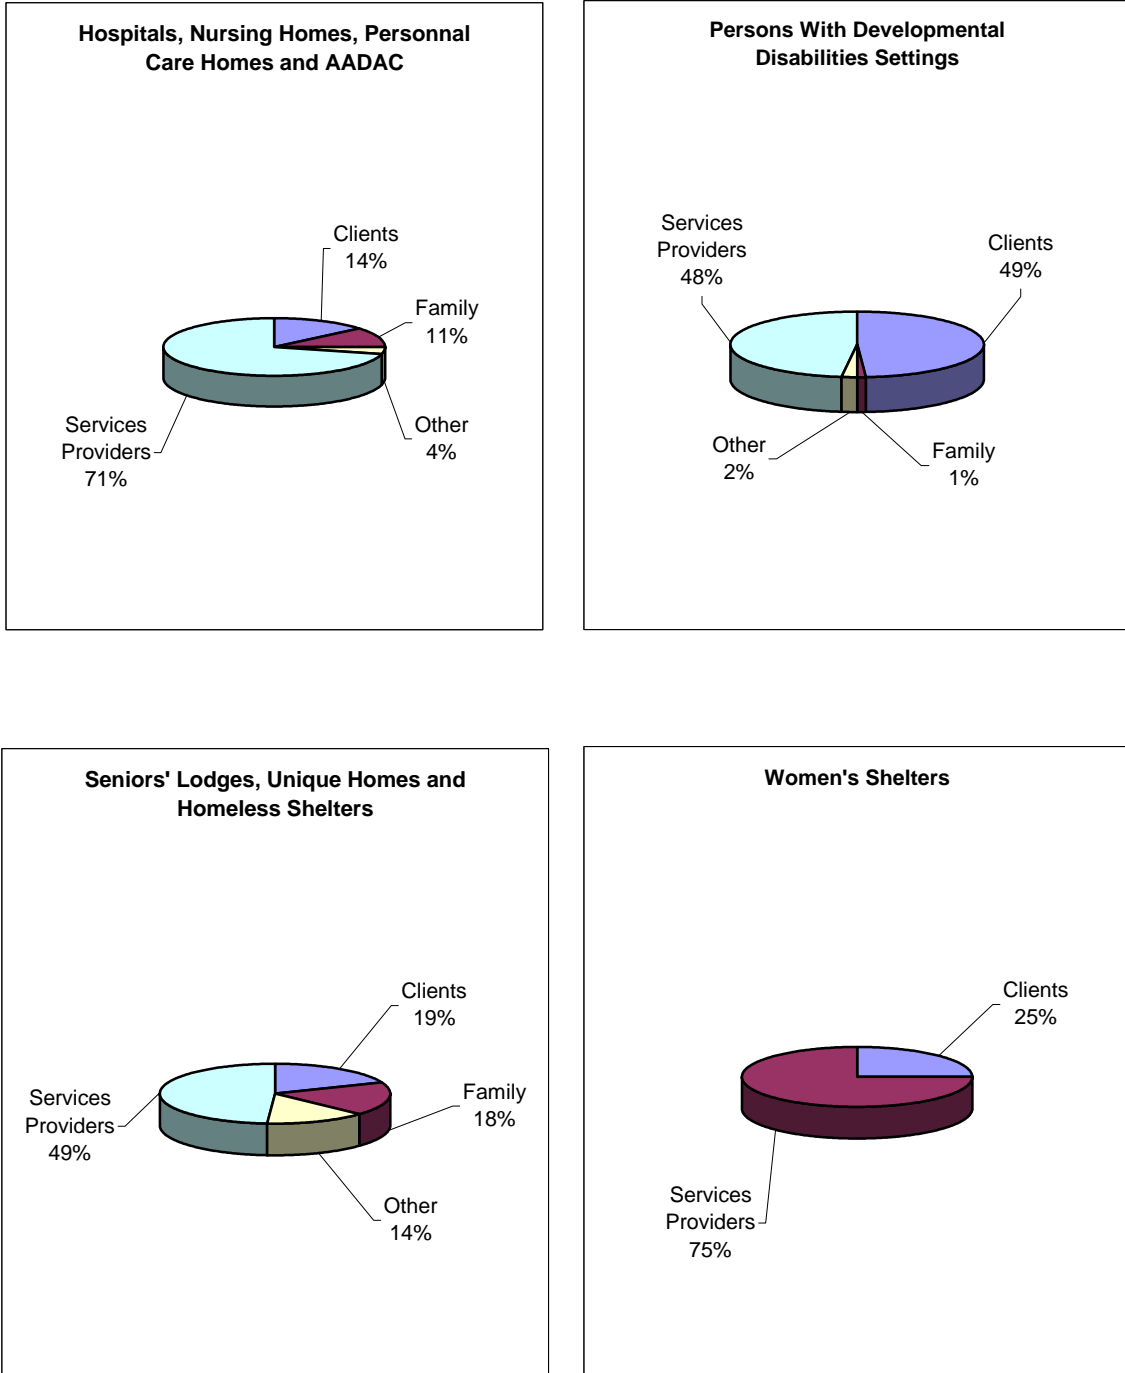 Hospitals, Nursing Homes, Personnal
Care Homes and AADAC
Clients
14%
Family
11%
Other
4%
Services
Providers
71%
Persons With Developmental
Disabilities Settings
Services
Providers
48%
Clients
49%
Other
2%
Family
1%
Seniors' Lodges, Unique Homes and
Homeless Shelters
Clients
19%
Family
18%
Services
Providers
49%
Other
14%
Women's Shelters
Clients
25%
Services
Providers
75%